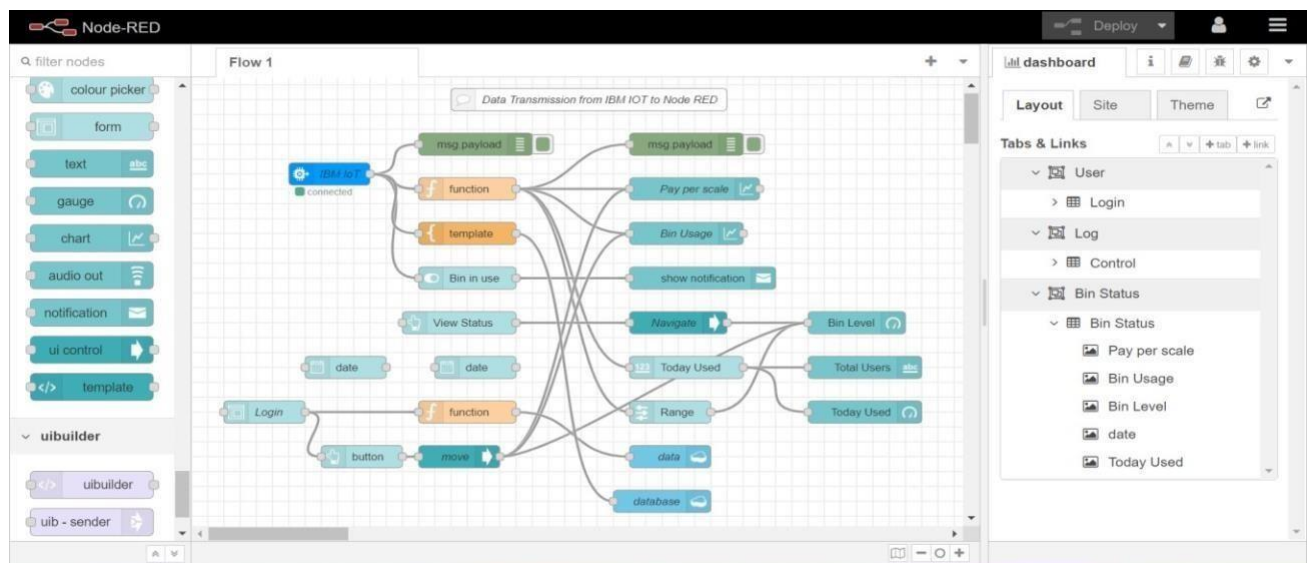 Node-RED
Deploy
filter nodes
Flow 1
dashboard
i
colour picker
form
text
abc
gauge
chart
audio out
notification
ui control
</> template
uibuilder
</> uibuilder
uib - sender
Data Transmission from IBM IOT to Node RED
msg.payload
msg.payload
IBM IoT
connected
f function
Pay per scale
{ template
Bin Usage
Bin in use
show notification
View Status
Navigate
Bin Level
date
date
123 Today Used
Total Users abc
Login
f function
Range
Today Used
button
move
data
database
Layout
Site
Theme
Tabs & Links
+ tab
+ link
User
Login
Log
Control
Bin Status
Bin Status
Pay per scale
Bin Usage
Bin Level
date
Today Used